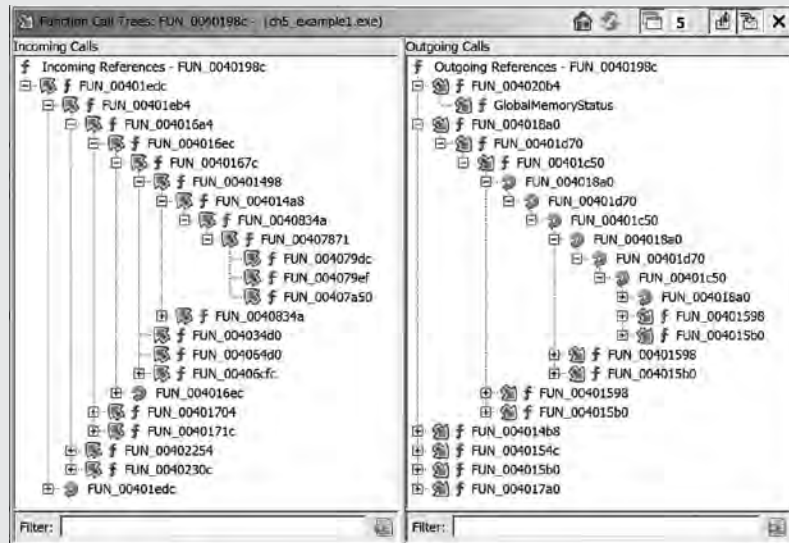 Function Call Trees: FUN_0040198c - (ch5_example1.exe)
5
Incoming Calls
Incoming References - FUN_0040198c
FUN_00401edc
FUN_00401eb4
FUN_004016a4
FUN_004016ec
FUN_0040167c
FUN_00401498
FUN_004014a8
FUN_0040834a
FUN_00407871
FUN_004079dc
FUN_004079ef
FUN_00407a50
FUN_0040834a
FUN_004034d0
FUN_004064d0
FUN_00406cfc
FUN_004016ec
FUN_00401704
FUN_0040171c
FUN_00402254
FUN_0040230c
FUN_00401edc
Filter:
Outgoing Calls
Outgoing References - FUN_0040198c
FUN_004020b4
GlobalMemoryStatus
FUN_004018a0
FUN_00401d70
FUN_00401c50
FUN_004018a0
FUN_00401d70
FUN_00401c50
FUN_004018a0
FUN_00401d70
FUN_00401c50
FUN_004018a0
FUN_00401598
FUN_004015b0
FUN_00401598
FUN_004015b0
FUN_00401598
FUN_004015b0
FUN_004014b8
FUN_0040154c
FUN_004015b0
FUN_004017a0
Filter: